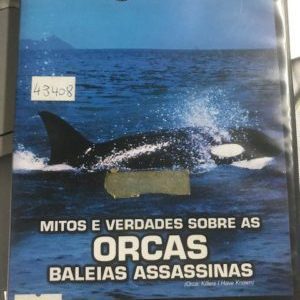 43408
MITOS E VERDADES SOBRE AS
ORCAS
BALEIAS ASSASSINAS
(Orca: Killers I Have Known)